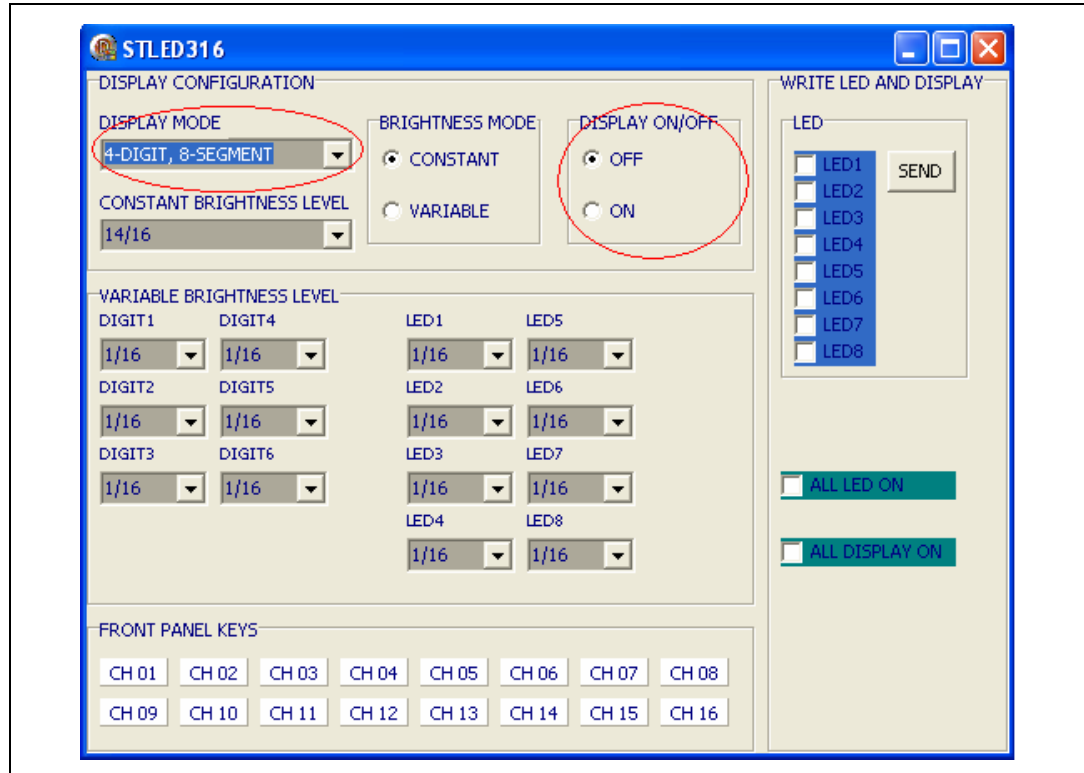 STLED316
DISPLAY CONFIGURATION
DISPLAY MODE
4-DIGIT, 8-SEGMENT
CONSTANT BRIGHTNESS LEVEL
14/16
BRIGHTNESS MODE
CONSTANT
VARIABLE
DISPLAY ON/OFF
OFF
ON
VARIABLE BRIGHTNESS LEVEL
DIGIT1 DIGIT4 LED1 LED5
1/16 1/16 1/16 1/16
DIGIT2 DIGIT5 LED2 LED6
1/16 1/16 1/16 1/16
DIGIT3 DIGIT6 LED3 LED7
1/16 1/16 1/16 1/16
LED4 LED8
1/16 1/16
FRONT PANEL KEYS
CH 01 CH 02 CH 03 CH 04 CH 05 CH 06 CH 07 CH 08
CH 09 CH 10 CH 11 CH 12 CH 13 CH 14 CH 15 CH 16
WRITE LED AND DISPLAY
LED
LED1
LED2
LED3
LED4
LED5
LED6
LED7
LED8
SEND
ALL LED ON
ALL DISPLAY ON